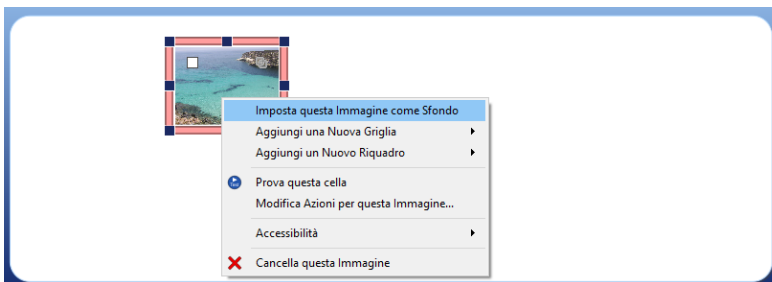 Imposta questa Immagine come Sfondo
Aggiungi una Nuova Griglia
Aggiungi un Nuovo Riquadro
Prova questa cella
Modifica Azioni per questa Immagine...
Accessibilità
Cancella questa Immagine